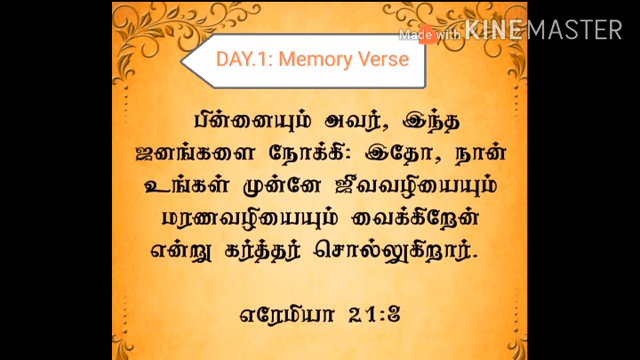 Made with KINEMASTER
DAY.1: Memory Verse
பின்னையும் அவர், இந்த
ஜனங்களை நோக்கி: இதோ, நான்
உங்கள் முன்னே ஜீவவழியையும்
மரணவழியையும் வைக்கிறேன்
என்று கர்த்தர் சொல்லுகிறார்.
எரேமியா 21:8